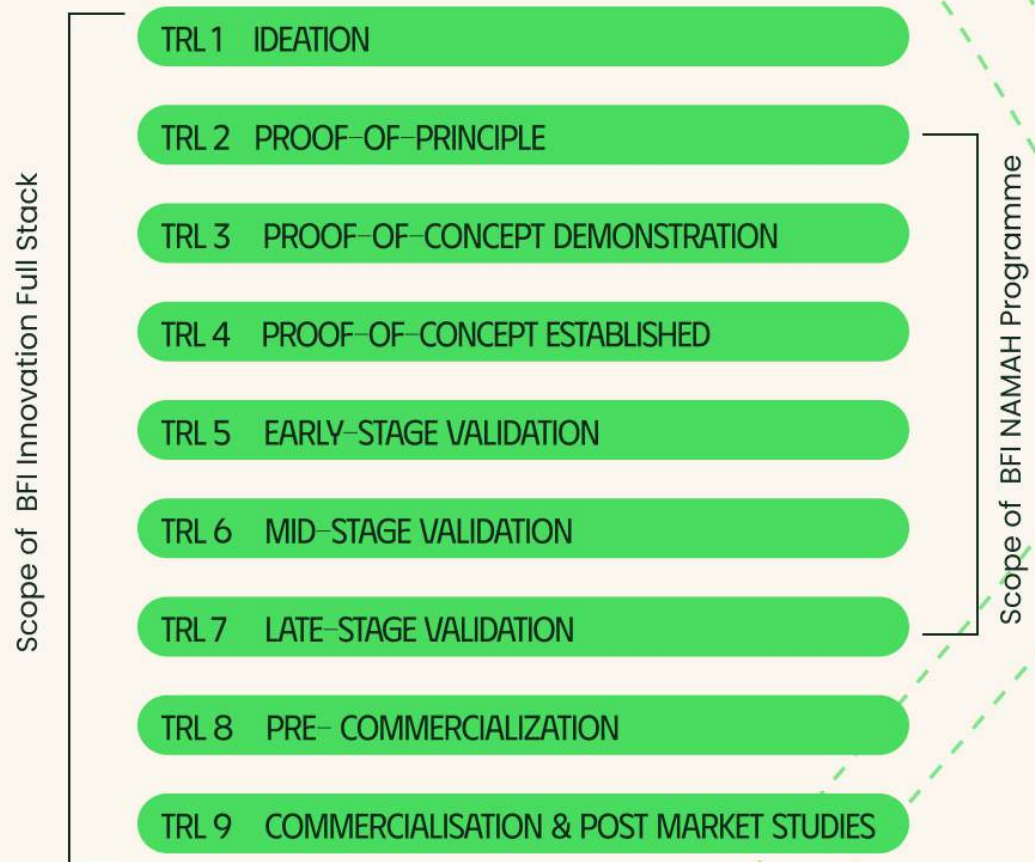 Scope of BFI Innovation Full Stack
TRL 1 IDEATION
TRL 2 PROOF-OF-PRINCIPLE
TRL 3 PROOF-OF-CONCEPT DEMONSTRATION
TRL 4 PROOF-OF-CONCEPT ESTABLISHED
TRL 5 EARLY-STAGE VALIDATION
TRL 6 MID-STAGE VALIDATION
TRL 7 LATE-STAGE VALIDATION
TRL 8 PRE- COMMERCIALIZATION
TRL 9 COMMERCIALISATION & POST MARKET STUDIES
Scope of BFI NAMAH Programme